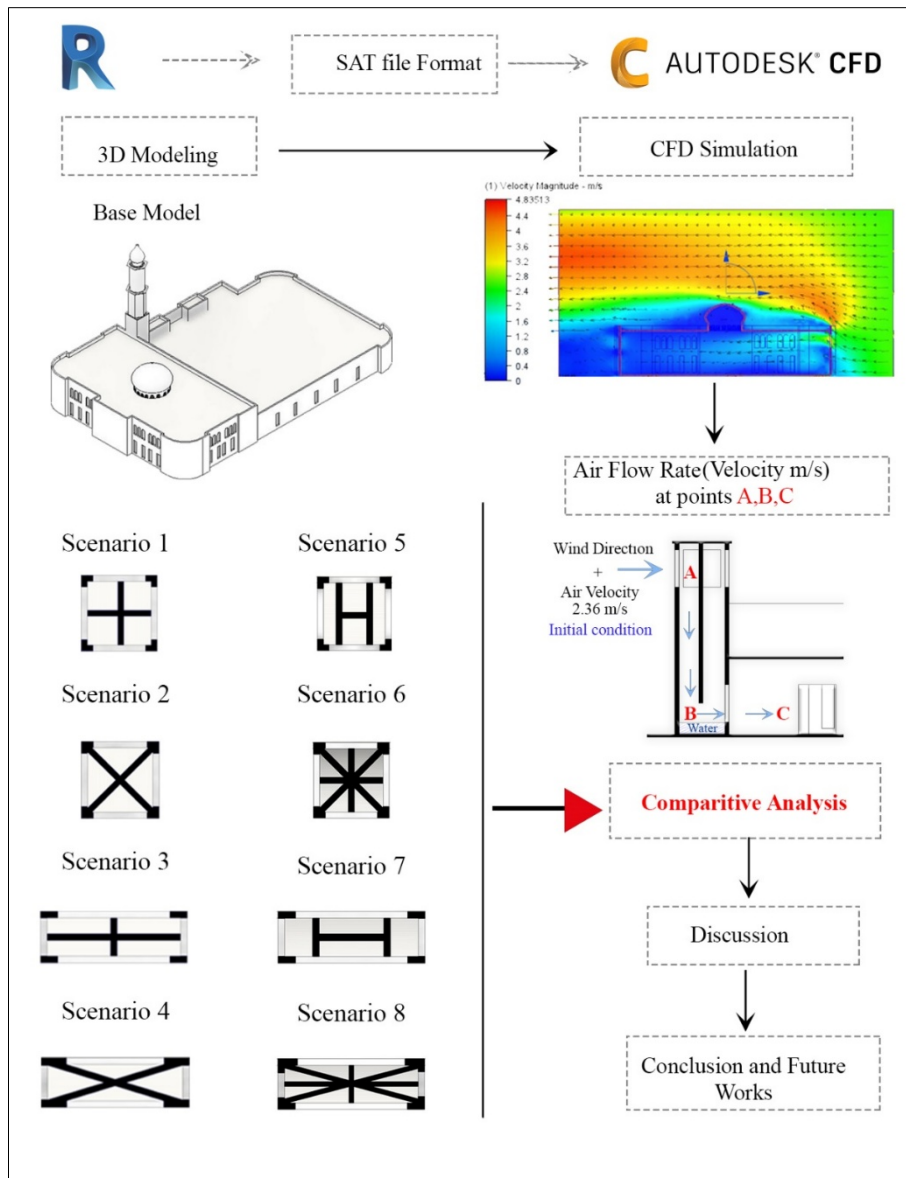 R
SAT file Format
C AUTODESK® CFD
3D Modeling
CFD Simulation
Base Model
(1) Velocity Magnitude - m/s
4.83513
4.4
4
3.6
3.2
2.8
2.4
2
1.6
1.2
0.8
0.4
0
Air Flow Rate(Velocity m/s)
at points A,B,C
Scenario 1
Scenario 5
Scenario 2
Scenario 6
Scenario 3
Scenario 7
Scenario 4
Scenario 8
Wind Direction
+
Air Velocity
2.36 m/s
Initial condition
A
B
C
Water
Comparitive Analysis
Discussion
Conclusion and Future
Works